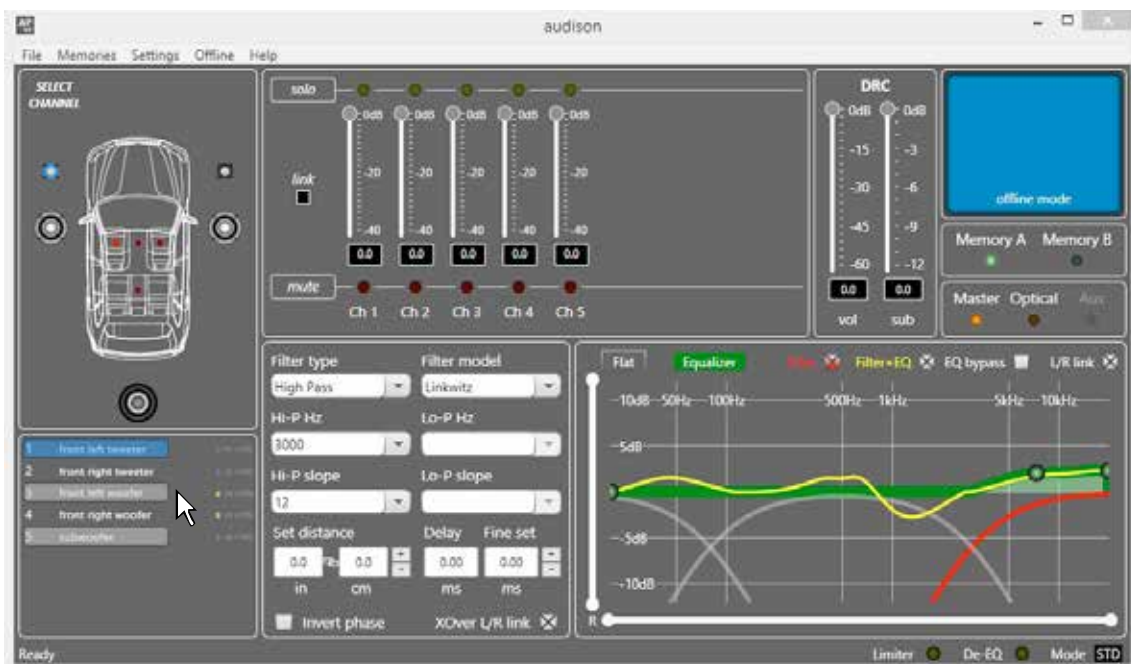 audison
File Memories Settings Offline Help
SELECT
CHANNEL
solo
0dB 0dB 0dB 0dB 0dB
link
-20 -20 -20 -20 -20
-40 -40 -40 -40 -40
0.0 0.0 0.0 0.0 0.0
mute
Ch 1 Ch 2 Ch 3 Ch 4 Ch 5
DRC
0dB 0dB
-15 -3
-30 -6
-45 -9
-60 -12
0.0 0.0
vol sub
offline mode
Memory A Memory B
Master Optical Aux
1 front left tweeter
2 front right tweeter
3 front left woofer
4 front right woofer
5 subwoofer
Filter type Filter model
High Pass Linkwitz
Hi-P Hz Lo-P Hz
3000
Hi-P slope Lo-P slope
12
Set distance Delay Fine set
0.0 0.0 + - 0.00 0.00 + -
in cm ms ms
Invert phase XOver L/R link
Flat Equalizer Filter Filter+EQ EQ bypass L/R link
10dB 50Hz 100Hz 500Hz 1kHz 5kHz 10kHz
5dB
-5dB
-10dB
R
Ready Limiter De-EQ Mode STD